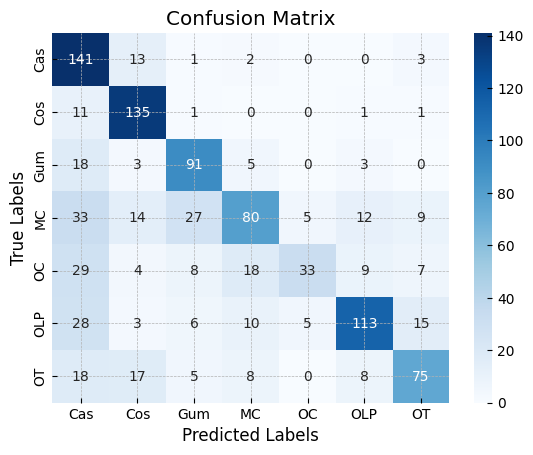 Confusion Matrix
True Labels
Cas 141 13 1 2 0 0 3
Cos 11 135 1 0 0 1 1
Gum 18 3 91 5 0 3 0
MC 33 14 27 80 5 12 9
OC 29 4 8 18 33 9 7
OLP 28 3 6 10 5 113 15
OT 18 17 5 8 0 8 75
Cas Cos Gum MC OC OLP OT
Predicted Labels
140
120
100
80
60
40
20
0